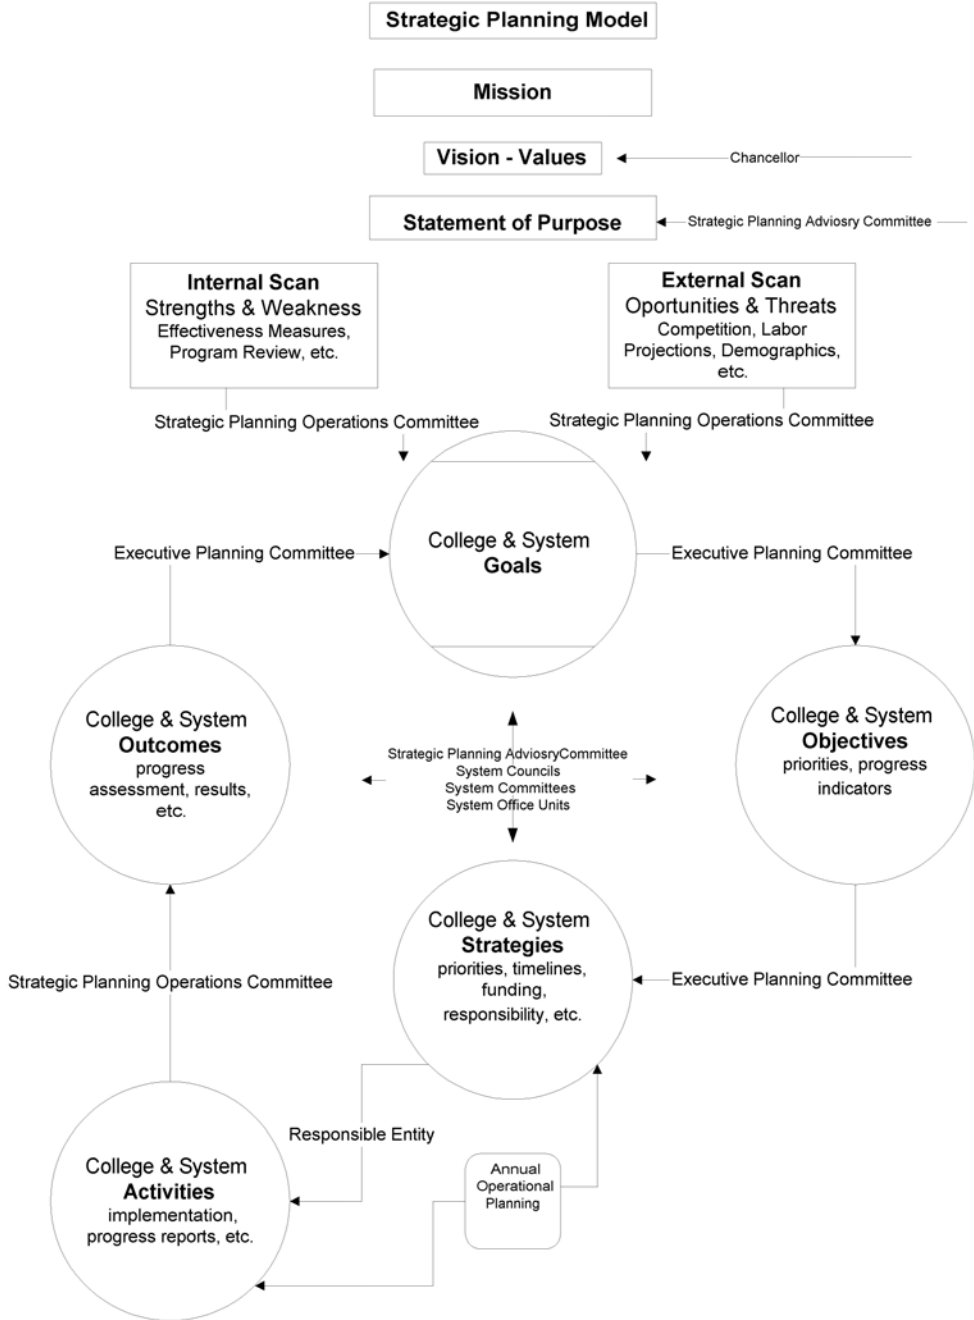 Strategic Planning Model
Mission
Vision - Values
Chancellor
Statement of Purpose
Strategic Planning Adviosry Committee
Internal Scan
Strengths & Weakness
Effectiveness Measures,
Program Review, etc.
External Scan
Oportunities & Threats
Competition, Labor
Projections, Demographics,
etc.
Strategic Planning Operations Committee
Strategic Planning Operations Committee
College & System
Goals
Executive Planning Committee
Executive Planning Committee
College & System
Outcomes
progress
assessment, results,
etc.
Strategic Planning AdviosryCommittee
System Councils
System Committees
System Office Units
College & System
Objectives
priorities, progress
indicators
College & System
Strategies
priorities, timelines,
funding,
responsibility, etc.
Strategic Planning Operations Committee
Executive Planning Committee
Responsible Entity
College & System
Activities
implementation,
progress reports, etc.
Annual
Operational
Planning